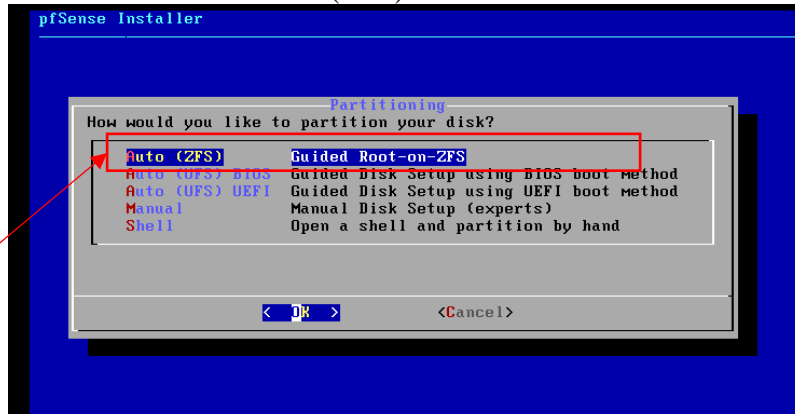 pfSense Installer
Partitioning
How would you like to partition your disk?
Auto (ZFS) Guided Root-on-ZFS
Auto (UFS) BIOS Guided Disk Setup using BIOS boot method
Auto (UFS) UEFI Guided Disk Setup using UEFI boot method
Manual Manual Disk Setup (experts)
Shell Open a shell and partition by hand
< OK > <Cancel>